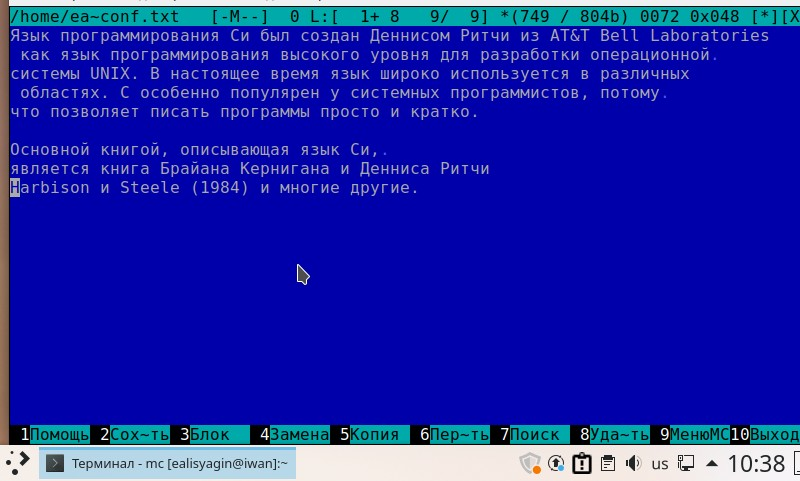 /home/ea~conf.txt   [-M--]  0 L:[  1+ 8   9/  9] *(749 / 804b) 0072 0x048 [*][X
Язык программирования Си был создан Деннисом Ритчи из AT&T Bell Laboratories
как язык программирования высокого уровня для разработки операционной.
системы UNIX. В настоящее время язык широко используется в различных
областях. С особенно популярен у системных программистов, потому.
что позволяет писать программы просто и кратко.
Основной книгой, описывающая язык Си,.
является книга Брайана Кернигана и Денниса Ритчи
Harbison и Steele (1984) и многие другие.
1Помощь 2Сох~ть 3Блок 4Замена 5Копия 6Пер~ть 7Поиск 8Уда~ть 9МенюMC 10Выход
Терминал - mc [ealisyagin@iwan]:~ us 10:38